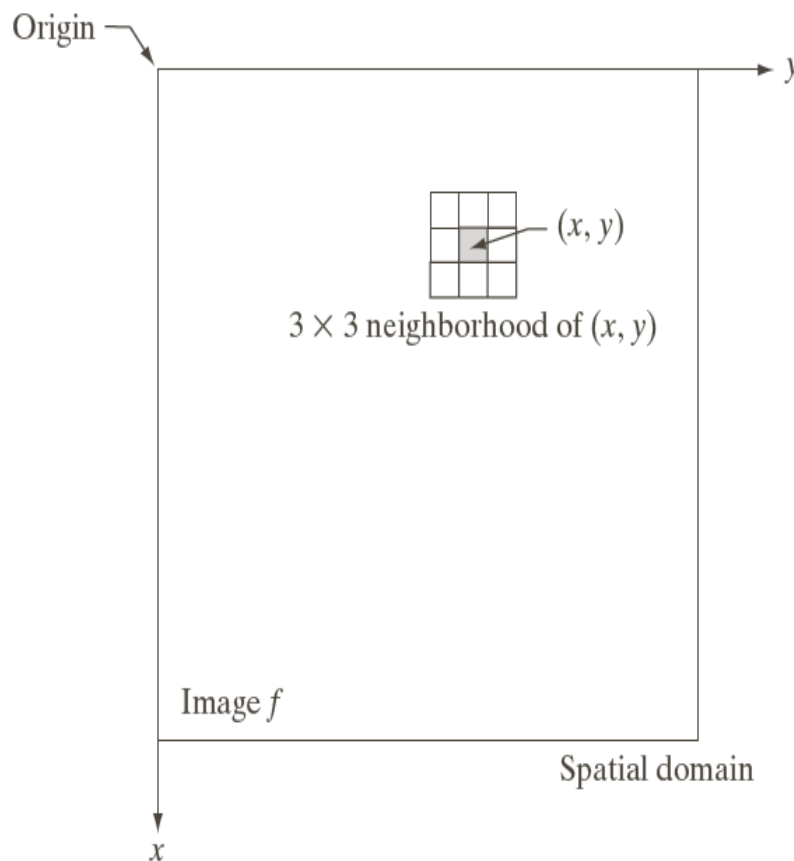 Origin
y
(x, y)
3 × 3 neighborhood of (x, y)
Image f
Spatial domain
x